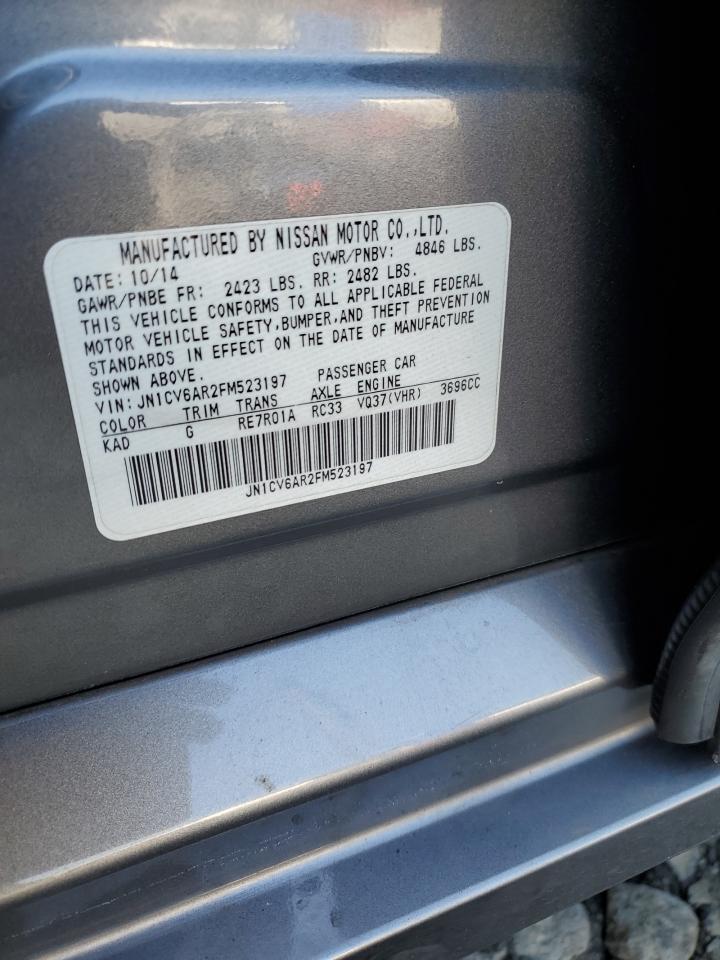 MANUFACTURED BY NISSAN MOTOR CO.,LTD.
DATE: 10/14 GVWR/PNBV: 4846 LBS.
GAWR/PNBE FR: 2423 LBS. RR: 2482 LBS.
THIS VEHICLE CONFORMS TO ALL APPLICABLE FEDERAL
MOTOR VEHICLE SAFETY,BUMPER,AND THEFT PREVENTION
STANDARDS IN EFFECT ON THE DATE OF MANUFACTURE
SHOWN ABOVE.
VIN: JN1CV6AR2FM523197 PASSENGER CAR
COLOR TRIM TRANS AXLE ENGINE
KAD G RE7R01A RC33 VQ37(VHR) 3696CC
JN1CV6AR2FM523197